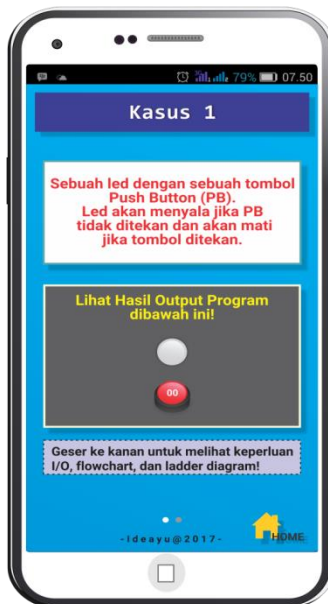 79% 07.50
Kasus 1
Sebuah led dengan sebuah tombol
Push Button (PB).
Led akan menyala jika PB
tidak ditekan dan akan mati
jika tombol ditekan.
Lihat Hasil Output Program
dibawah ini!
00
Geser ke kanan untuk melihat keperluan
I/O, flowchart, dan ladder diagram!
HOME
-ideayu@2017-